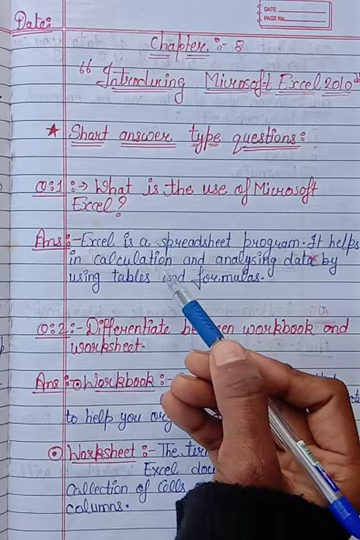 DATE
PAGE No.
Date:
Chapter :- 8
"Introducing Microsoft Excel 2010"
★ Short answer type questions:
Q:1 :→ What is the use of Microsoft
Excel?
Ans:- Excel is a spreadsheet program. It helps
in calculation and analysing data by
using tables and formulas.
Q:2:- Differentiate between workbook and
worksheet.
Ans:⊙ Workbook:-
to help you
⊙ Worksheet :- The
Excel
collection of cells
columns.